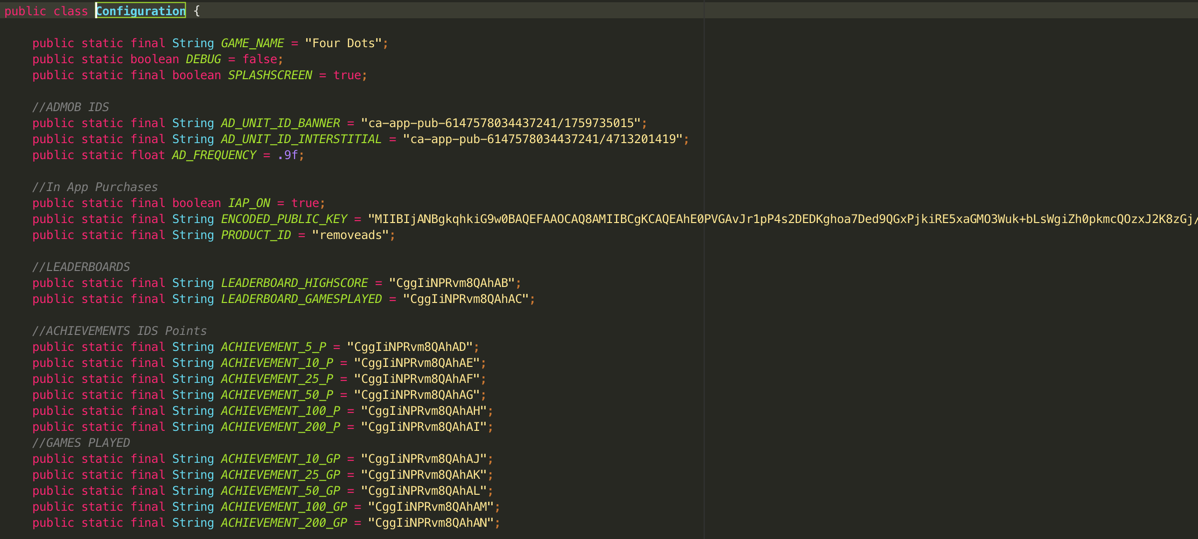 public class Configuration {
public static final String GAME_NAME = "Four Dots";
public static boolean DEBUG = false;
public static final boolean SPLASHSCREEN = true;
//ADMOB IDS
public static final String AD_UNIT_ID_BANNER = "ca-app-pub-6147578034437241/1759735015";
public static final String AD_UNIT_ID_INTERSTITIAL = "ca-app-pub-6147578034437241/4713201419";
public static float AD_FREQUENCY = .9f;
//In App Purchases
public static final boolean IAP_ON = true;
public static final String ENCODED_PUBLIC_KEY = "MIIBIjANBgkqhkiG9w0BAQEFAAOCAQ8AMIIBCgKCAQEAhE0PVGAvJr1pP4s2DEDKghoa7Ded9QGxPjkiRE5xaGMO3Wuk+bLsWgiZh0pkmcQOzxJ2K8zGj/
public static final String PRODUCT_ID = "removeads";
//LEADERBOARDS
public static final String LEADERBOARD_HIGHSCORE = "CggIiNPRvm8QAhAB";
public static final String LEADERBOARD_GAMESPLAYED = "CggIiNPRvm8QAhAC";
//ACHIEVEMENTS IDS Points
public static final String ACHIEVEMENT_5_P = "CggIiNPRvm8QAhAD";
public static final String ACHIEVEMENT_10_P = "CggIiNPRvm8QAhAE";
public static final String ACHIEVEMENT_25_P = "CggIiNPRvm8QAhAF";
public static final String ACHIEVEMENT_50_P = "CggIiNPRvm8QAhAG";
public static final String ACHIEVEMENT_100_P = "CggIiNPRvm8QAhAH";
public static final String ACHIEVEMENT_200_P = "CggIiNPRvm8QAhAI";
//GAMES PLAYED
public static final String ACHIEVEMENT_10_GP = "CggIiNPRvm8QAhAJ";
public static final String ACHIEVEMENT_25_GP = "CggIiNPRvm8QAhAK";
public static final String ACHIEVEMENT_50_GP = "CggIiNPRvm8QAhAL";
public static final String ACHIEVEMENT_100_GP = "CggIiNPRvm8QAhAM";
public static final String ACHIEVEMENT_200_GP = "CggIiNPRvm8QAhAN";